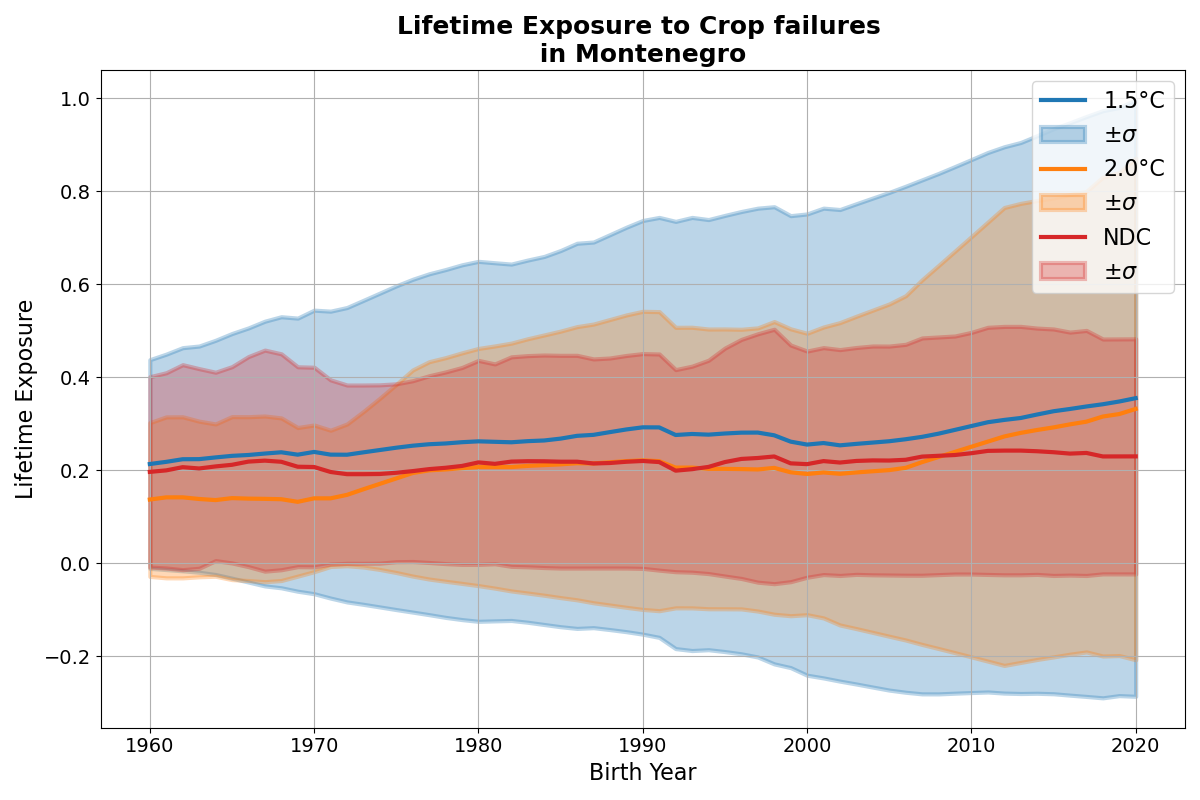 Lifetime Exposure to Crop failures
in Montenegro
1.5°C
±σ
2.0°C
±σ
NDC
±σ
Lifetime Exposure
1.0
0.8
0.6
0.4
0.2
0.0
−0.2
1960 1970 1980 1990 2000 2010 2020
Birth Year